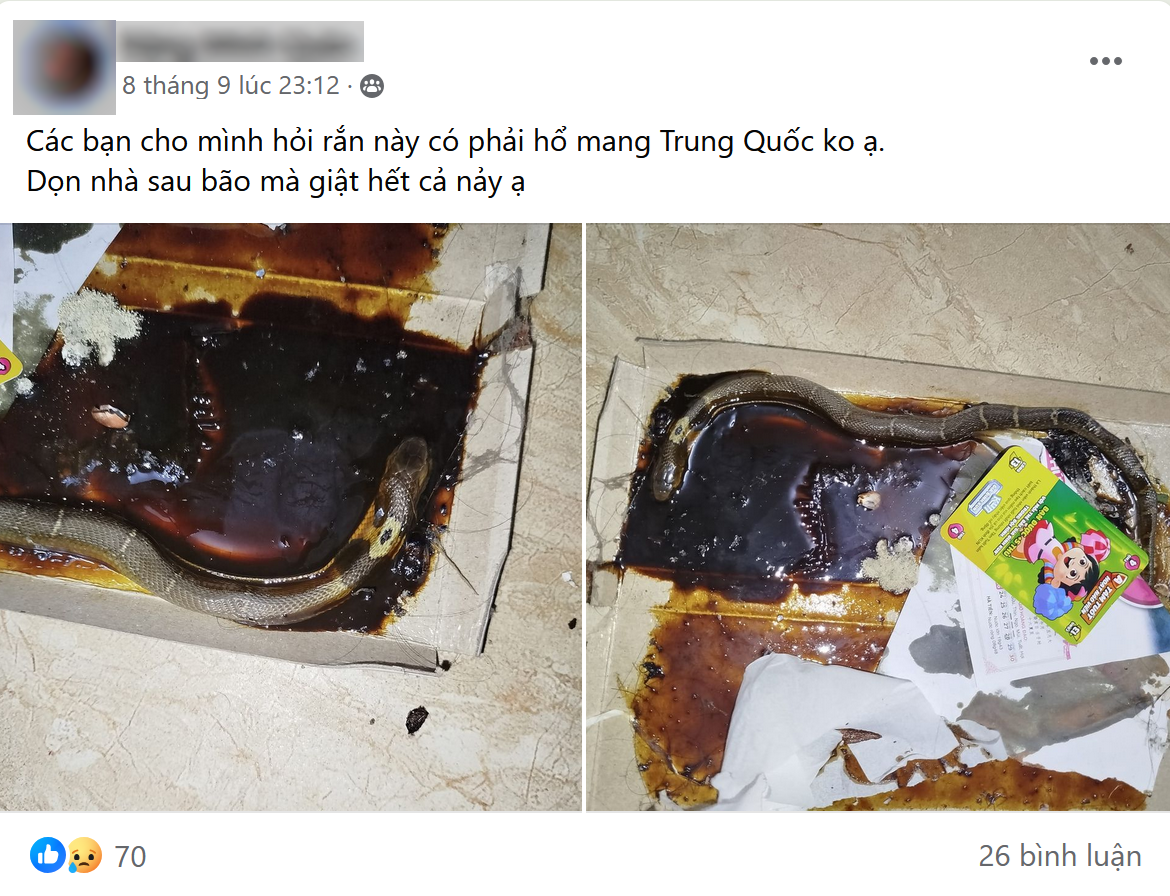 8 tháng 9 lúc 23:12 ·
Các bạn cho mình hỏi rắn này có phải hổ mang Trung Quốc ko ạ.
Dọn nhà sau bão mà giật hết cả nảy ạ
70
26 bình luận